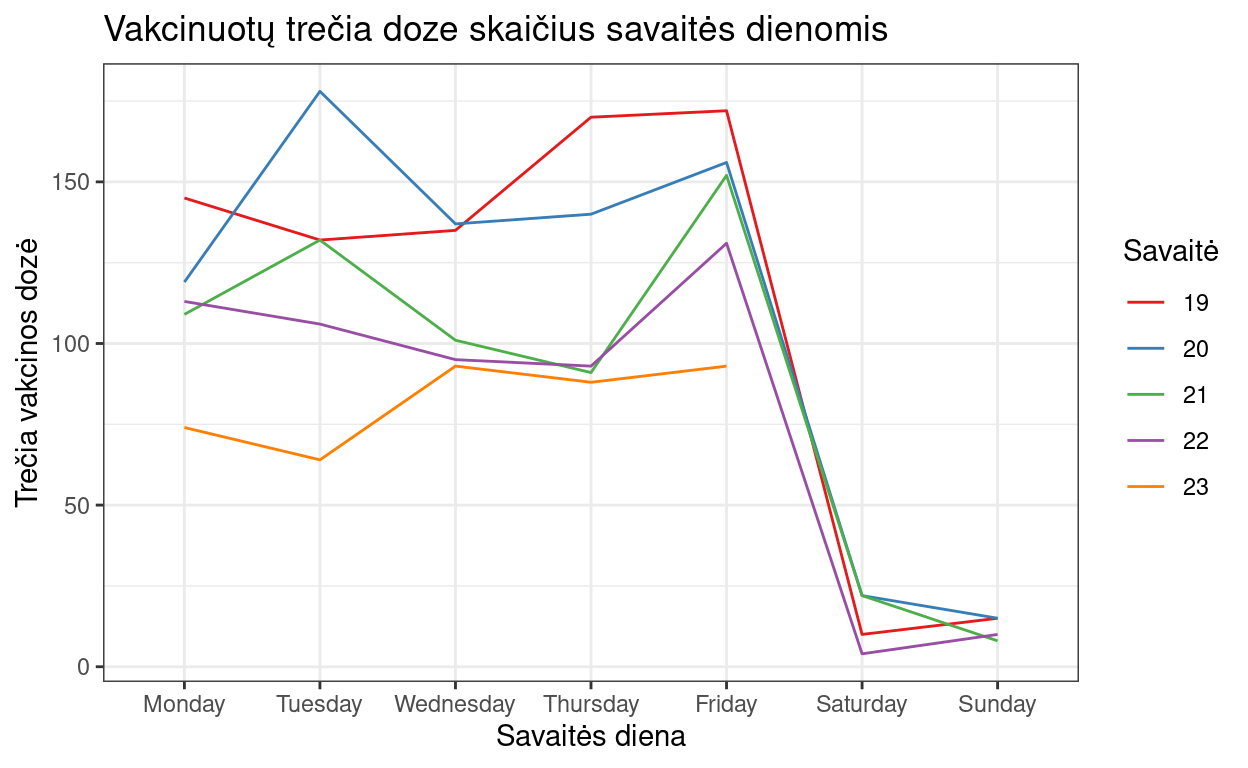 Vakcinuotų trečia doze skaičius savaitės dienomis
Trečia vakcinos dozė
150
100
50
0
Monday Tuesday Wednesday Thursday Friday Saturday Sunday
Savaitės diena
Savaitė
19
20
21
22
23